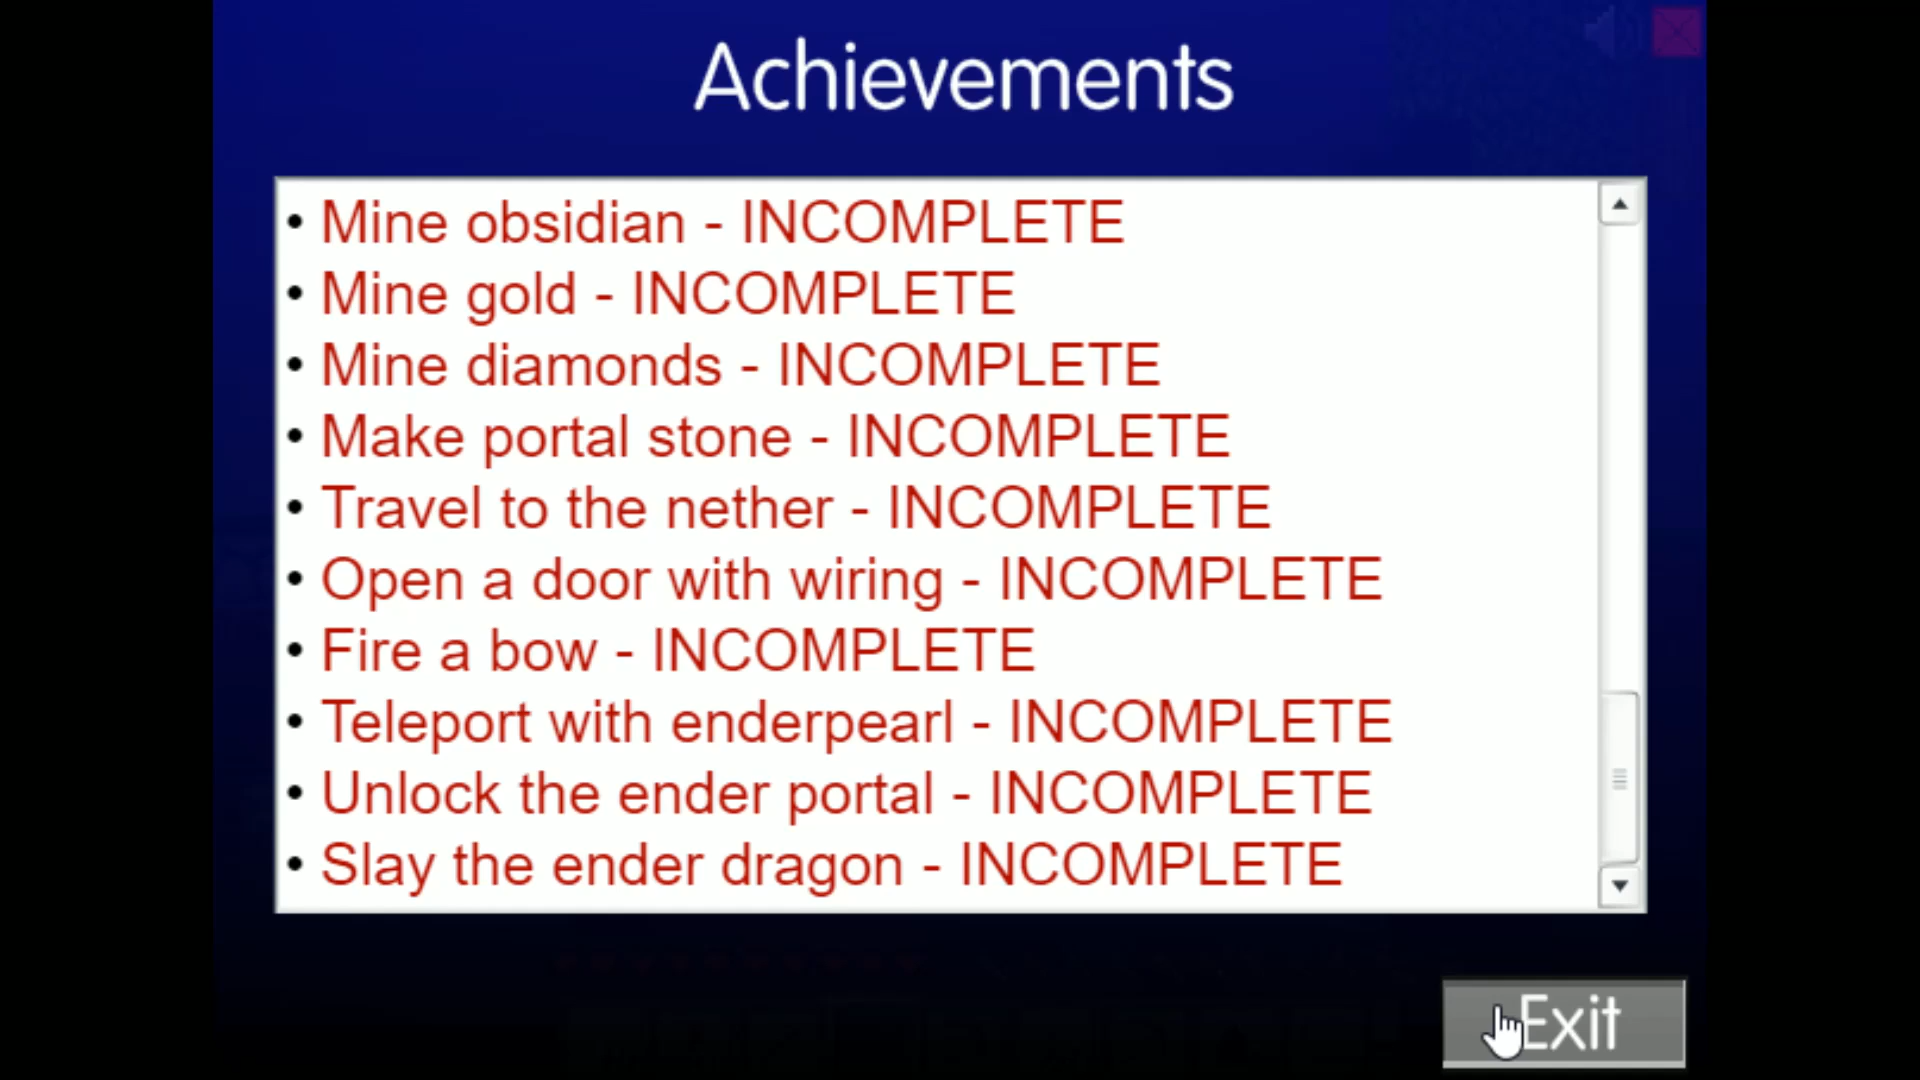 Achievements
• Mine obsidian - INCOMPLETE
• Mine gold - INCOMPLETE
• Mine diamonds - INCOMPLETE
• Make portal stone - INCOMPLETE
• Travel to the nether - INCOMPLETE
• Open a door with wiring - INCOMPLETE
• Fire a bow - INCOMPLETE
• Teleport with enderpearl - INCOMPLETE
• Unlock the ender portal - INCOMPLETE
• Slay the ender dragon - INCOMPLETE
Exit